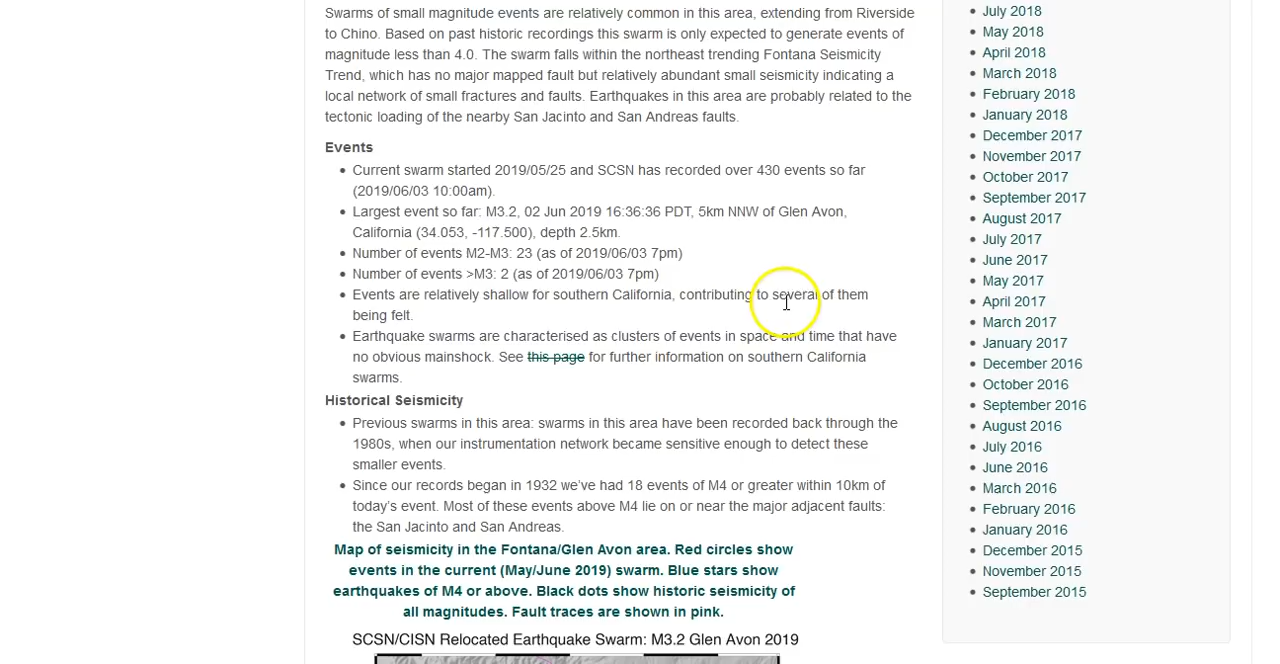 Swarms of small magnitude events are relatively common in this area, extending from Riverside
to Chino. Based on past historic recordings this swarm is only expected to generate events of
magnitude less than 4.0. The swarm falls within the northeast trending Fontana Seismicity
Trend, which has no major mapped fault but relatively abundant small seismicity indicating a
local network of small fractures and faults. Earthquakes in this area are probably related to the
tectonic loading of the nearby San Jacinto and San Andreas faults.
Events
• Current swarm started 2019/05/25 and SCSN has recorded over 430 events so far
(2019/06/03 10:00am).
• Largest event so far: M3.2, 02 Jun 2019 16:36:36 PDT, 5km NNW of Glen Avon,
California (34.053, -117.500), depth 2.5km.
• Number of events M2-M3: 23 (as of 2019/06/03 7pm)
• Number of events >M3: 2 (as of 2019/06/03 7pm)
• Events are relatively shallow for southern California, contributing to several of them
being felt.
• Earthquake swarms are characterised as clusters of events in space and time that have
no obvious mainshock. See this page for further information on southern California
swarms.
Historical Seismicity
• Previous swarms in this area: swarms in this area have been recorded back through the
1980s, when our instrumentation network became sensitive enough to detect these
smaller events.
• Since our records began in 1932 we've had 18 events of M4 or greater within 10km of
today's event. Most of these events above M4 lie on or near the major adjacent faults:
the San Jacinto and San Andreas.
Map of seismicity in the Fontana/Glen Avon area. Red circles show
events in the current (May/June 2019) swarm. Blue stars show
earthquakes of M4 or above. Black dots show historic seismicity of
all magnitudes. Fault traces are shown in pink.
SCSN/CISN Relocated Earthquake Swarm: M3.2 Glen Avon 2019
• July 2018
• May 2018
• April 2018
• March 2018
• February 2018
• January 2018
• December 2017
• November 2017
• October 2017
• September 2017
• August 2017
• July 2017
• June 2017
• May 2017
• April 2017
• March 2017
• January 2017
• December 2016
• October 2016
• September 2016
• August 2016
• July 2016
• June 2016
• March 2016
• February 2016
• January 2016
• December 2015
• November 2015
• September 2015